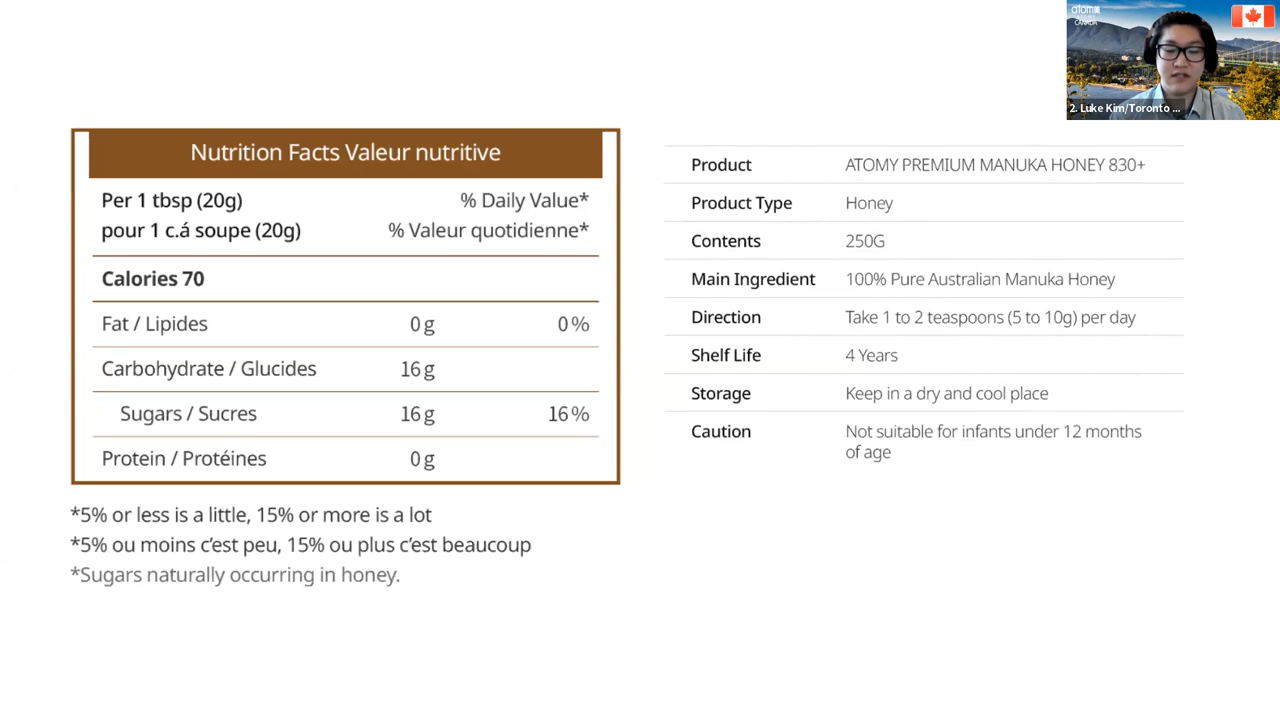 atom
CANADA
2. Luke Kim/Toronto ...
Nutrition Facts Valeur nutritive
Per 1 tbsp (20g) % Daily Value*
pour 1 c.á soupe (20g) % Valeur quotidienne*
Calories 70
Fat / Lipides 0 g 0 %
Carbohydrate / Glucides 16 g
Sugars / Sucres 16 g 16 %
Protein / Protéines 0 g
*5% or less is a little, 15% or more is a lot
*5% ou moins c’est peu, 15% ou plus c’est beaucoup
*Sugars naturally occurring in honey.
Product ATOMY PREMIUM MANUKA HONEY 830+
Product Type Honey
Contents 250G
Main Ingredient 100% Pure Australian Manuka Honey
Direction Take 1 to 2 teaspoons (5 to 10g) per day
Shelf Life 4 Years
Storage Keep in a dry and cool place
Caution Not suitable for infants under 12 months
of age